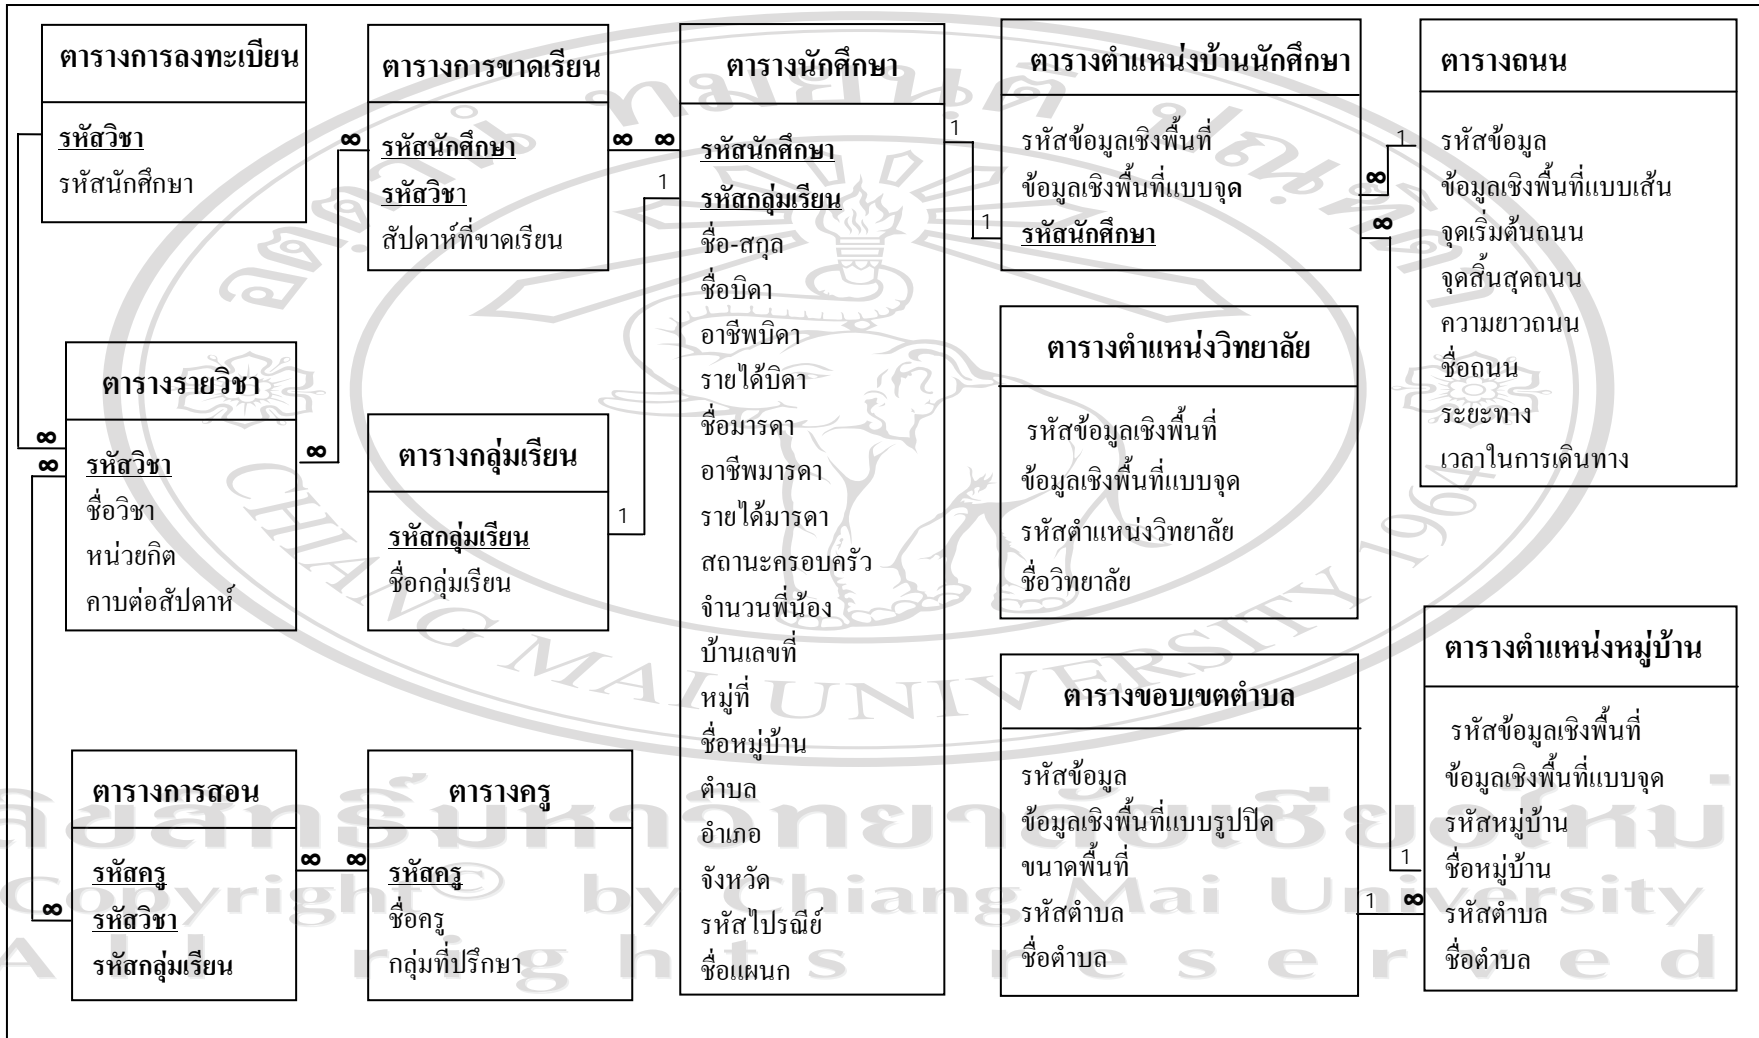 ตารางการลงทะเบียน
รหัสวิชา
รหัสนักศึกษา
ตารางการขาดเรียน
รหัสนักศึกษา
รหัสวิชา
สัปดาห์ที่ขาดเรียน
ตารางนักศึกษา
รหัสนักศึกษา
รหัสกลุ่มเรียน
ชื่อ-สกุล
ชื่อบิดา
อาชีพบิดา
รายได้บิดา
ชื่อมารดา
อาชีพมารดา
รายได้มารดา
สถานะครอบครัว
จำนวนพี่น้อง
บ้านเลขที่
หมู่ที่
ชื่อหมู่บ้าน
ตำบล
อำเภอ
จังหวัด
รหัสไปรณีย์
ชื่อแผนก
ตารางตำแหน่งบ้านนักศึกษา
รหัสข้อมูลเชิงพื้นที่
ข้อมูลเชิงพื้นที่แบบจุด
รหัสนักศึกษา
ตารางถนน
รหัสข้อมูล
ข้อมูลเชิงพื้นที่แบบเส้น
จุดเริ่มต้นถนน
จุดสิ้นสุดถนน
ความยาวถนน
ชื่อถนน
ระยะทาง
เวลาในการเดินทาง
ตารางรายวิชา
รหัสวิชา
ชื่อวิชา
หน่วยกิต
คาบต่อสัปดาห์
ตารางกลุ่มเรียน
รหัสกลุ่มเรียน
ชื่อกลุ่มเรียน
ตารางตำแหน่งวิทยาลัย
รหัสข้อมูลเชิงพื้นที่
ข้อมูลเชิงพื้นที่แบบจุด
รหัสตำแหน่งวิทยาลัย
ชื่อวิทยาลัย
ตารางการสอน
รหัสครู
รหัสวิชา
รหัสกลุ่มเรียน
ตารางครู
รหัสครู
ชื่อครู
กลุ่มที่ปรึกษา
ตารางขอบเขตตำบล
รหัสข้อมูล
ข้อมูลเชิงพื้นที่แบบรูปปิด
ขนาดพื้นที่
รหัสตำบล
ชื่อตำบล
ตารางตำแหน่งหมู่บ้าน
รหัสข้อมูลเชิงพื้นที่
ข้อมูลเชิงพื้นที่แบบจุด
รหัสหมู่บ้าน
ชื่อหมู่บ้าน
รหัสตำบล
ชื่อตำบล
∞ ∞ ∞
1
1
1
1
1
∞
∞
∞
∞
∞
∞
∞ ∞
1
1 ∞
CHIANG MAI UNIVERSITY 1964
ลิขสิทธิ์มหาวิทยาลัยเชียงใหม่
Copyright© by Chiang Mai University
All rights reserved